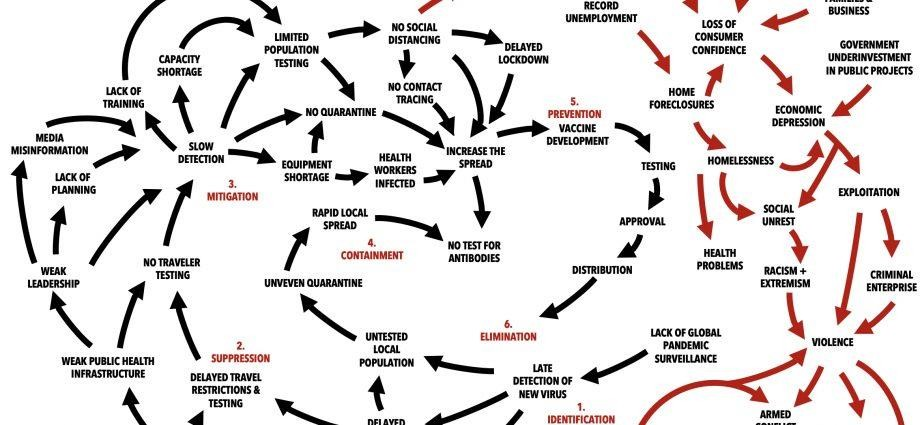 RECORD
UNEMPLOYMENT
BUSINESS
NO SOCIAL
DISTANCING
LIMITED
POPULATION
TESTING
LOSS OF
CONSUMER
CONFIDENCE
DELAYED
LOCKDOWN
GOVERNMENT
UNDERINVESTMENT
IN PUBLIC PROJECTS
CAPACITY
SHORTAGE
NO CONTACT
TRACING
LACK OF
TRAINING
HOME
FORECLOSURES
NO QUARANTINE
5.
PREVENTION
VACCINE
DEVELOPMENT
ECONOMIC
DEPRESSION
MEDIA
MISINFORMATION
SLOW
DETECTION
EQUIPMENT
SHORTAGE
HEALTH
WORKERS
INFECTED
INCREASE THE
SPREAD
TESTING
HOMELESSNESS
LACK OF
PLANNING
3.
MITIGATION
EXPLOITATION
RAPID LOCAL
SPREAD
APPROVAL
SOCIAL
UNREST
4.
CONTAINMENT
NO TEST FOR
ANTIBODIES
HEALTH
PROBLEMS
WEAK
LEADERSHIP
NO TRAVELER
TESTING
UNVEVEN QUARANTINE
DISTRIBUTION
RACISM +
EXTREMISM
CRIMINAL
ENTERPRISE
6.
ELIMINATION
LACK OF GLOBAL
PANDEMIC
SURVEILLANCE
VIOLENCE
WEAK PUBLIC HEALTH
INFRASTRUCTURE
2.
SUPPRESSION
DELAYED TRAVEL
RESTRICTIONS &
TESTING
UNTESTED
LOCAL
POPULATION
LATE
DETECTION OF
NEW VIRUS
1.
IDENTIFICATION
DELAYED
ARMED